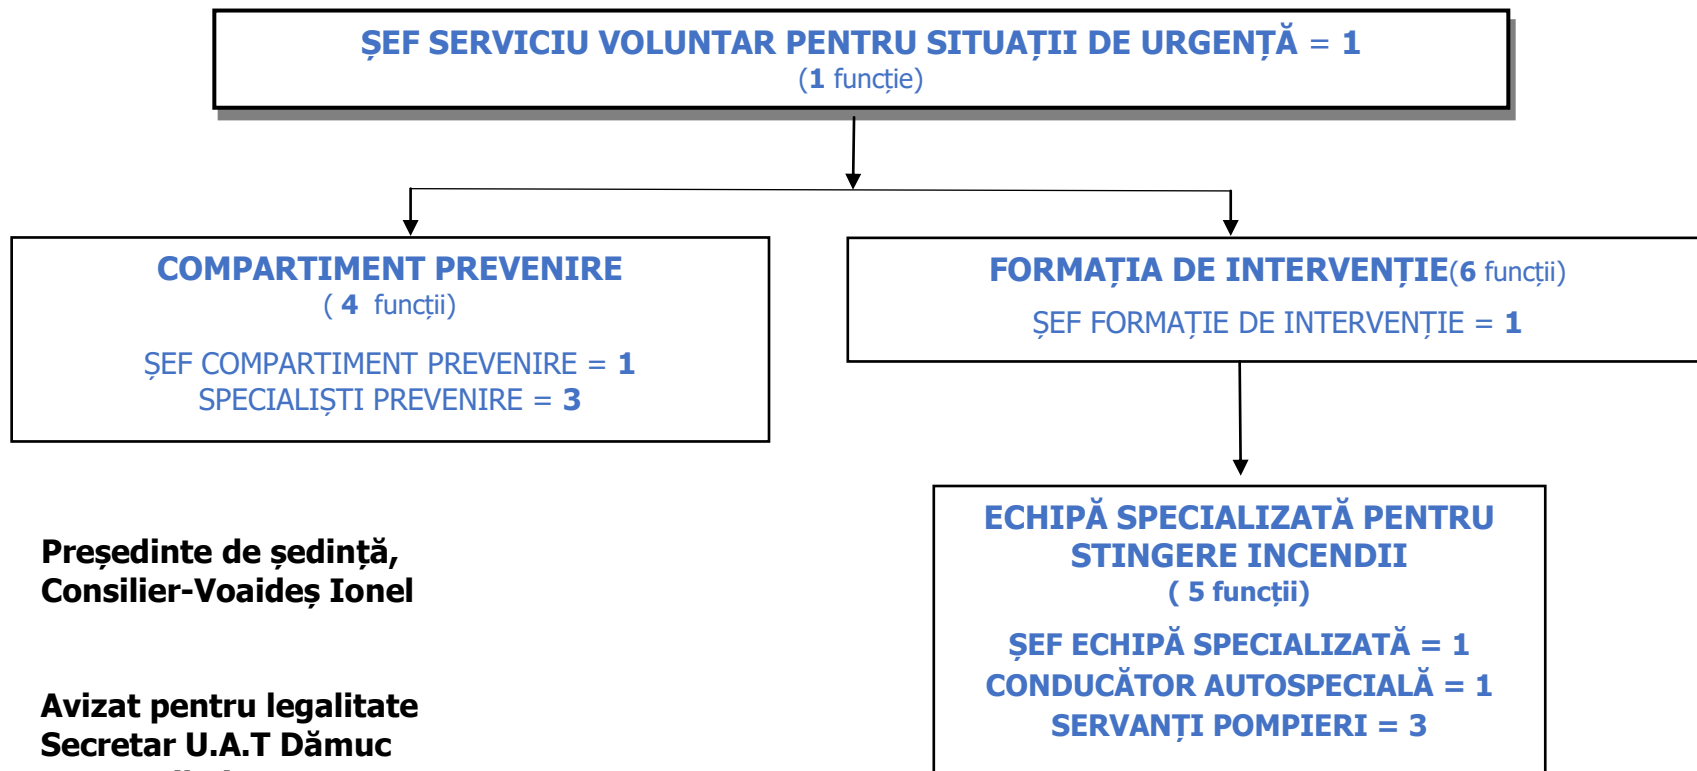 ȘEF SERVICIU VOLUNTAR PENTRU SITUAȚII DE URGENȚĂ = 1
(1 funcție)
COMPARTIMENT PREVENIRE
( 4 funcții)
ȘEF COMPARTIMENT PREVENIRE = 1
SPECIALIȘTI PREVENIRE = 3
FORMAȚIA DE INTERVENȚIE(6 funcții)
ȘEF FORMAȚIE DE INTERVENȚIE = 1
ECHIPĂ SPECIALIZATĂ PENTRU
STINGERE INCENDII
( 5 funcții)
ȘEF ECHIPĂ SPECIALIZATĂ = 1
CONDUCĂTOR AUTOSPECIALĂ = 1
SERVANȚI POMPIERI = 3
Președinte de ședință,
Consilier-Voaideș Ionel
Avizat pentru legalitate
Secretar U.A.T Dămuc